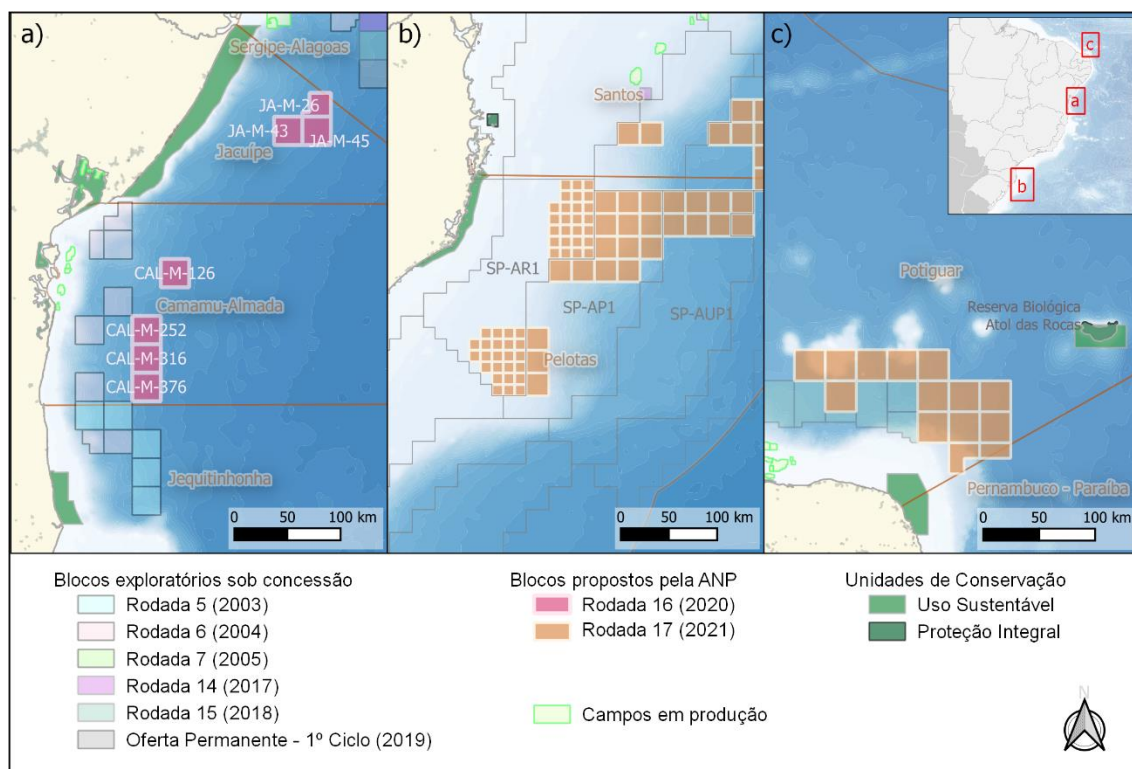 a)
Sergipe-Alagoas
JA-M-26
JA-M-43
JA-M-45
Jacuípe
CAL-M-126
Camamu-Almada
CAL-M-252
CAL-M-316
CAL-M-376
Jequitinhonha
0 50 100 km
b)
Santos
SP-AR1
SP-AP1
SP-AUP1
Pelotas
0 50 100 km
c)
c
a
b
Potiguar
Reserva Biológica
Atol das Rocas
Pernambuco - Paraíba
0 50 100 km
Blocos exploratórios sob concessão
Rodada 5 (2003)
Rodada 6 (2004)
Rodada 7 (2005)
Rodada 14 (2017)
Rodada 15 (2018)
Oferta Permanente - 1º Ciclo (2019)
Blocos propostos pela ANP
Rodada 16 (2020)
Rodada 17 (2021)
Campos em produção
Unidades de Conservação
Uso Sustentável
Proteção Integral
N